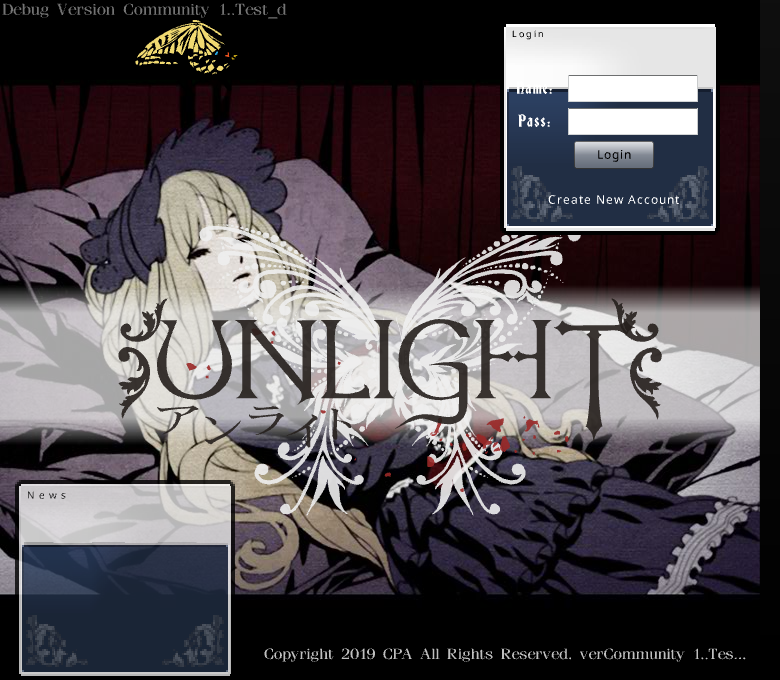 Debug Version Community 1..Test_d
Login
Name:
Pass:
Login
Create New Account
UNLIGHT
アンライト
News
Copyright 2019 CPA All Rights Reserved. verCommunity 1..Tes...